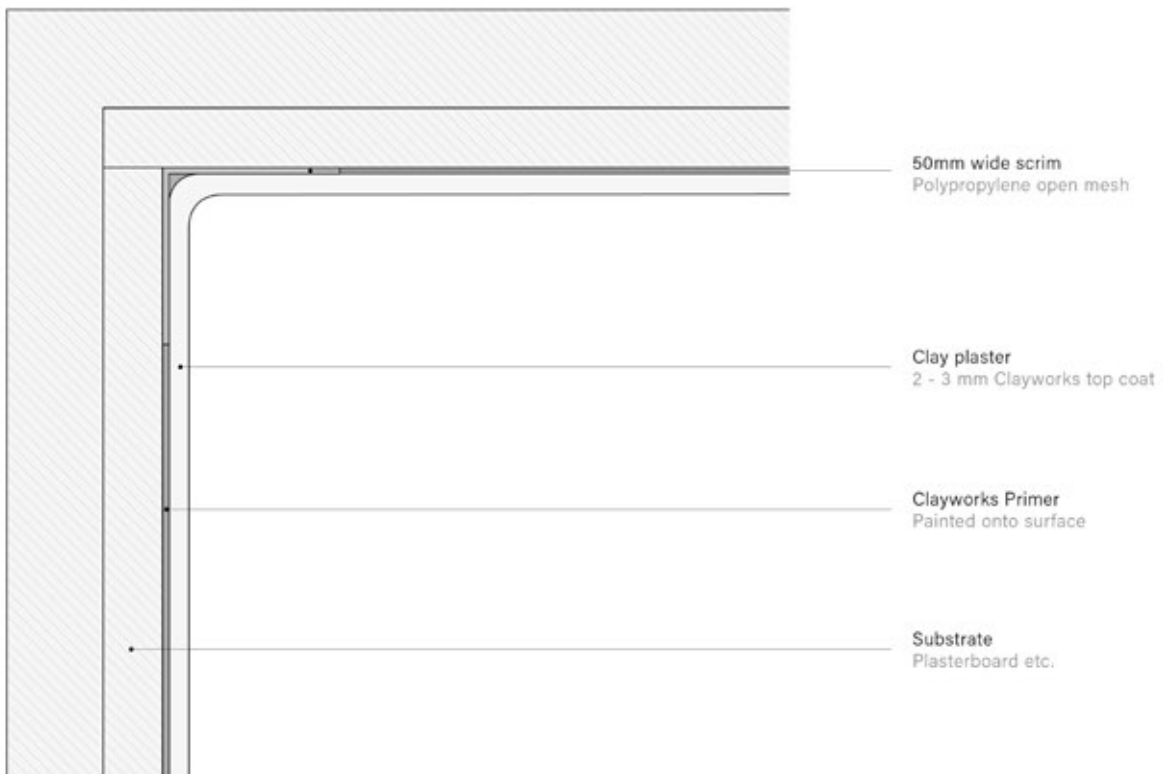 50mm wide scrim
Polypropylene open mesh
Clay plaster
2 - 3 mm Clayworks top coat
Clayworks Primer
Painted onto surface
Substrate
Plasterboard etc.